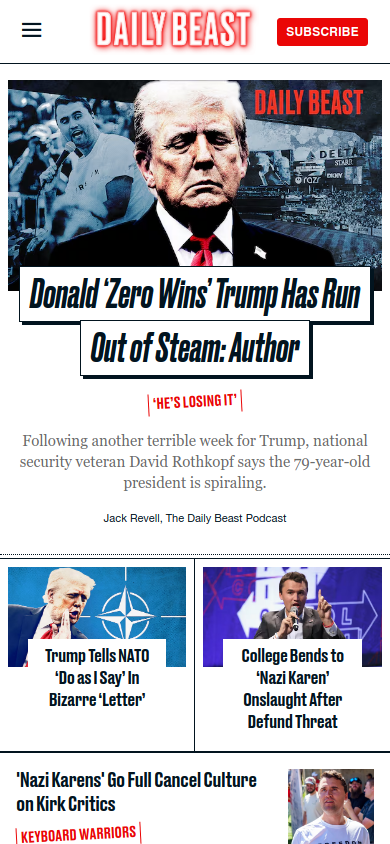 DAILY BEAST
SUBSCRIBE
DAILY BEAST
DELTA
STARR
razr
DKNY
Donald ‘Zero Wins’ Trump Has Run
Out of Steam: Author
‘HE’S LOSING IT’
Following another terrible week for Trump, national
security veteran David Rothkopf says the 79-year-old
president is spiraling.
Jack Revell, The Daily Beast Podcast
Trump Tells NATO
‘Do as I Say’ In
Bizarre ‘Letter’
College Bends to
‘Nazi Karen’
Onslaught After
Defund Threat
'Nazi Karens' Go Full Cancel Culture
on Kirk Critics
KEYBOARD WARRIORS